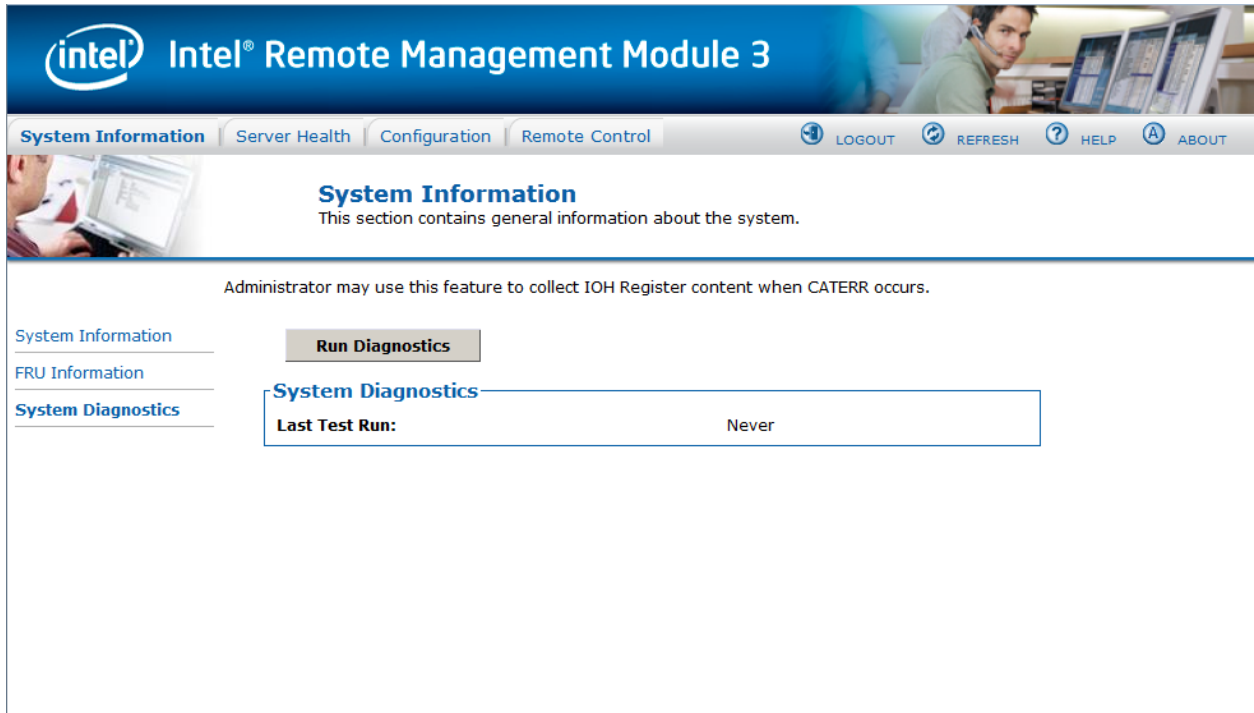 intel® Intel® Remote Management Module 3
System Information Server Health Configuration Remote Control LOGOUT REFRESH ? HELP A ABOUT
System Information
This section contains general information about the system.
Administrator may use this feature to collect IOH Register content when CATERR occurs.
System Information
FRU Information
System Diagnostics
Run Diagnostics
System Diagnostics
Last Test Run: Never